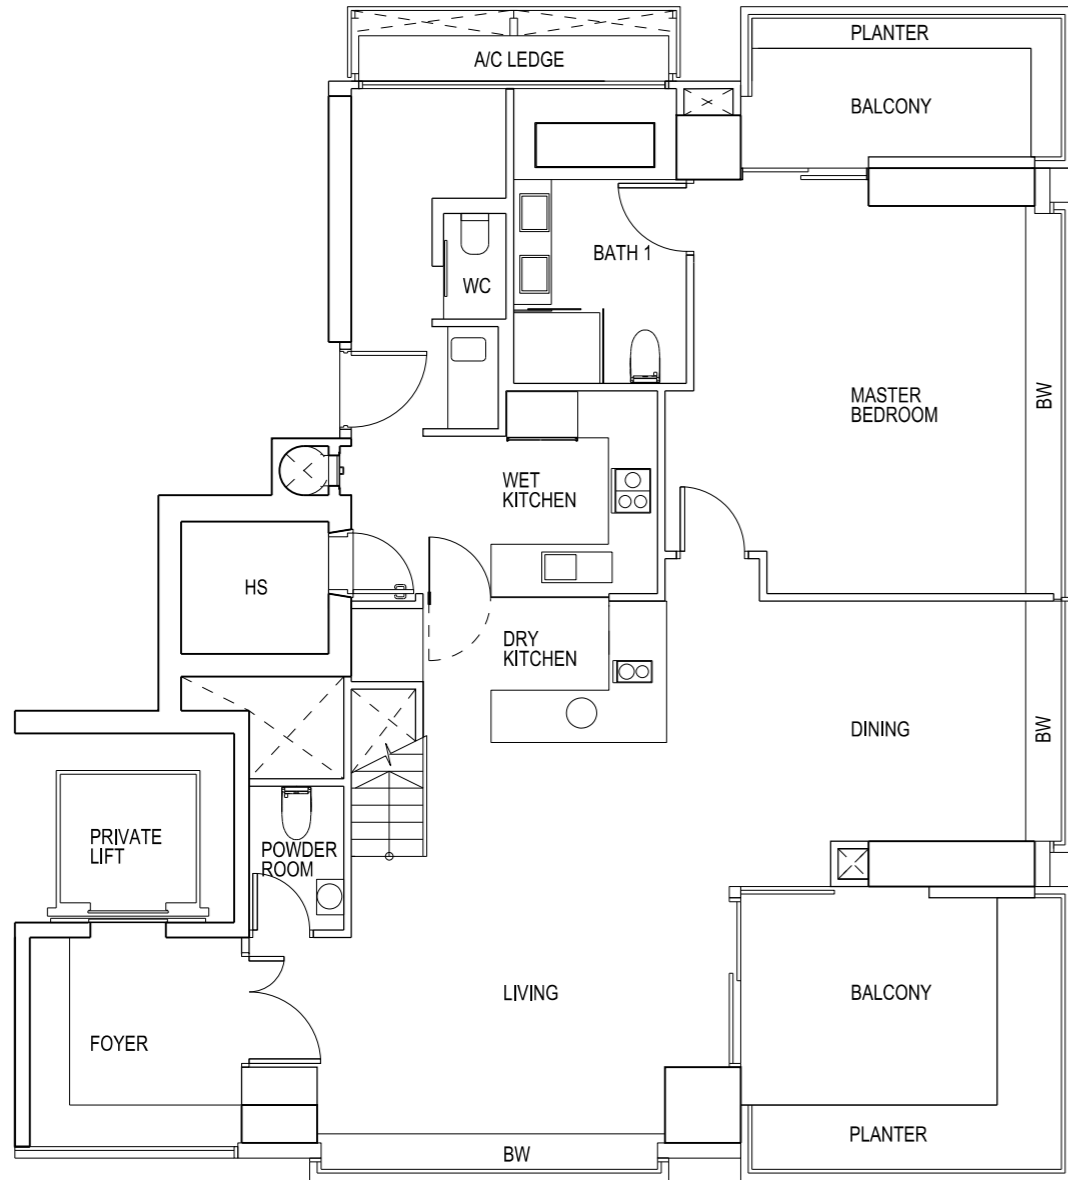 PLANTER
A/C LEDGE
BALCONY
BATH 1
WC
MASTER
BEDROOM
BW
WET
KITCHEN
HS
DRY
KITCHEN
DINING
BW
PRIVATE
LIFT
POWDER
ROOM
LIVING
BALCONY
FOYER
PLANTER
BW